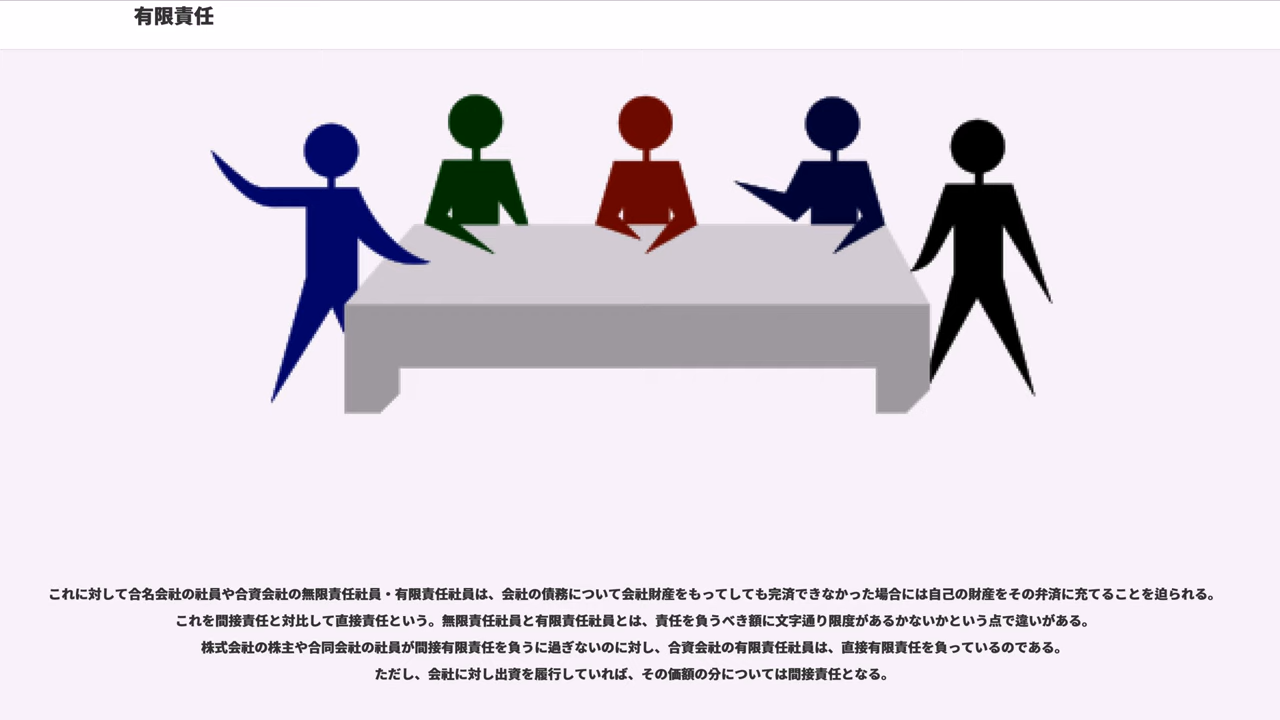 有限責任
これに対して合名会社の社員や合資会社の無限責任社員・有限責任社員は、会社の債務について会社財産をもってしても完済できなかった場合には自己の財産をその弁済に充てることを迫られる。
これを間接責任と対比して直接責任という。無限責任社員と有限責任社員とは、責任を負うべき額に文字通り限度があるかないかという点で違いがある。
株式会社の株主や合同会社の社員が間接有限責任を負うに過ぎないのに対し、合資会社の有限責任社員は、直接有限責任を負っているのである。
ただし、会社に対し出資を履行していれば、その価額の分については間接責任となる。